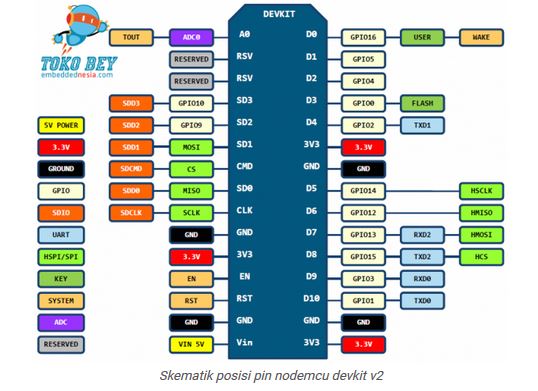 DEVKIT
TOUT ADC0 A0 D0 GPIO16 USER WAKE
TOKO BEY
embeddednesia.com
RESERVED RSV D1 GPIO5
RESERVED RSV D2 GPIO4
SDD3 GPIO10 SD3 D3 GPIO0 FLASH
5V POWER SDD2 GPIO9 SD2 D4 GPIO2 TXD1
3.3V SDD1 MOSI SD1 3V3 3.3V
GROUND SDCMD CS CMD GND GND
GPIO SDD0 MISO SD0 D5 GPIO14 HSCLK
SDIO SDCLK SCLK CLK D6 GPIO12 HMISO
UART GND GND D7 GPIO13 RXD2 HMOSI
HSPI/SPI 3.3V 3V3 D8 GPIO15 TXD2 HCS
KEY EN EN D9 GPIO3 RXD0
SYSTEM RST RST D10 GPIO1 TXD0
ADC GND GND GND GND
RESERVED VIN 5V Vin 3V3 3.3V
Skematik posisi pin nodemcu devkit v2